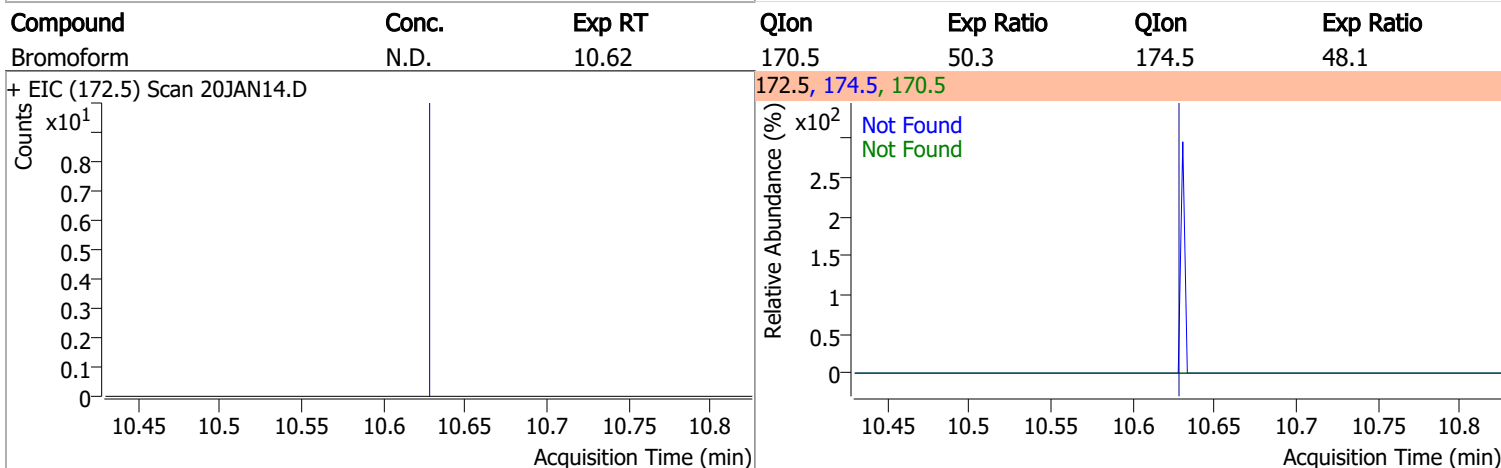 Compound Conc. Exp RT QIon Exp Ratio QIon Exp Ratio
Bromoform N.D. 10.62 170.5 50.3 174.5 48.1
+ EIC (172.5) Scan 20JAN14.D
Counts
x10¹
0.8
0.7
0.6
0.5
0.4
0.3
0.2
0.1
0
10.45 10.5 10.55 10.6 10.65 10.7 10.75 10.8
Acquisition Time (min)
172.5, 174.5, 170.5
Relative Abundance (%)
x10²
Not Found
Not Found
2.5
2
1.5
1
0.5
0
10.45 10.5 10.55 10.6 10.65 10.7 10.75 10.8
Acquisition Time (min)